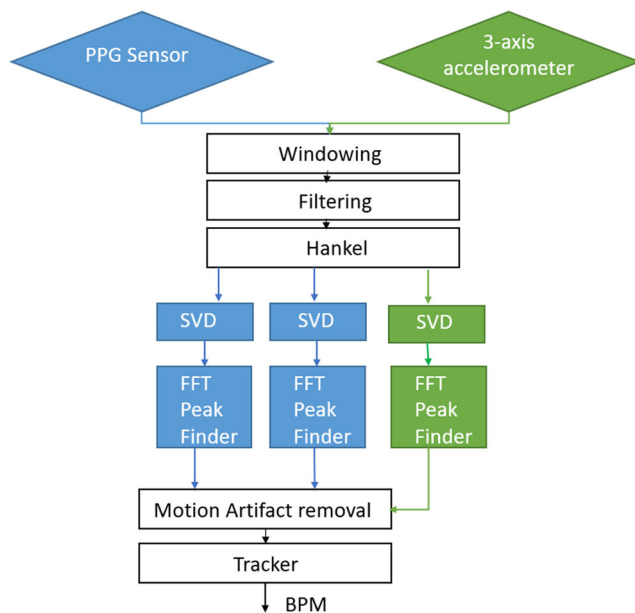 PPG Sensor
3-axis
accelerometer
Windowing
Filtering
Hankel
SVD
SVD
SVD
FFT
Peak
Finder
FFT
Peak
Finder
FFT
Peak
Finder
Motion Artifact removal
Tracker
BPM